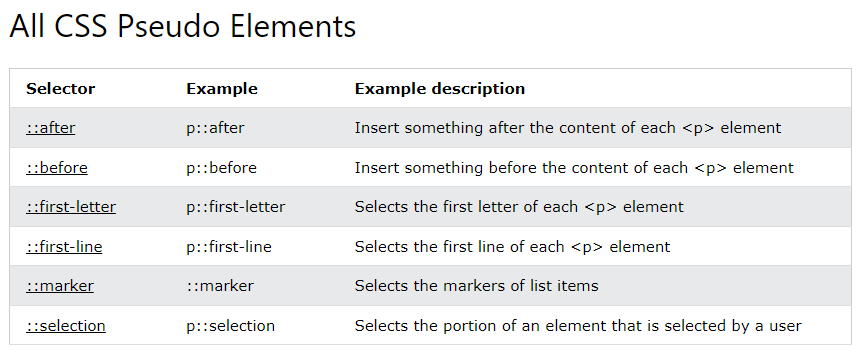 All CSS Pseudo Elements
Selector Example Example description
::after p::after Insert something after the content of each <p> element
::before p::before Insert something before the content of each <p> element
::first-letter p::first-letter Selects the first letter of each <p> element
::first-line p::first-line Selects the first line of each <p> element
::marker ::marker Selects the markers of list items
::selection p::selection Selects the portion of an element that is selected by a user